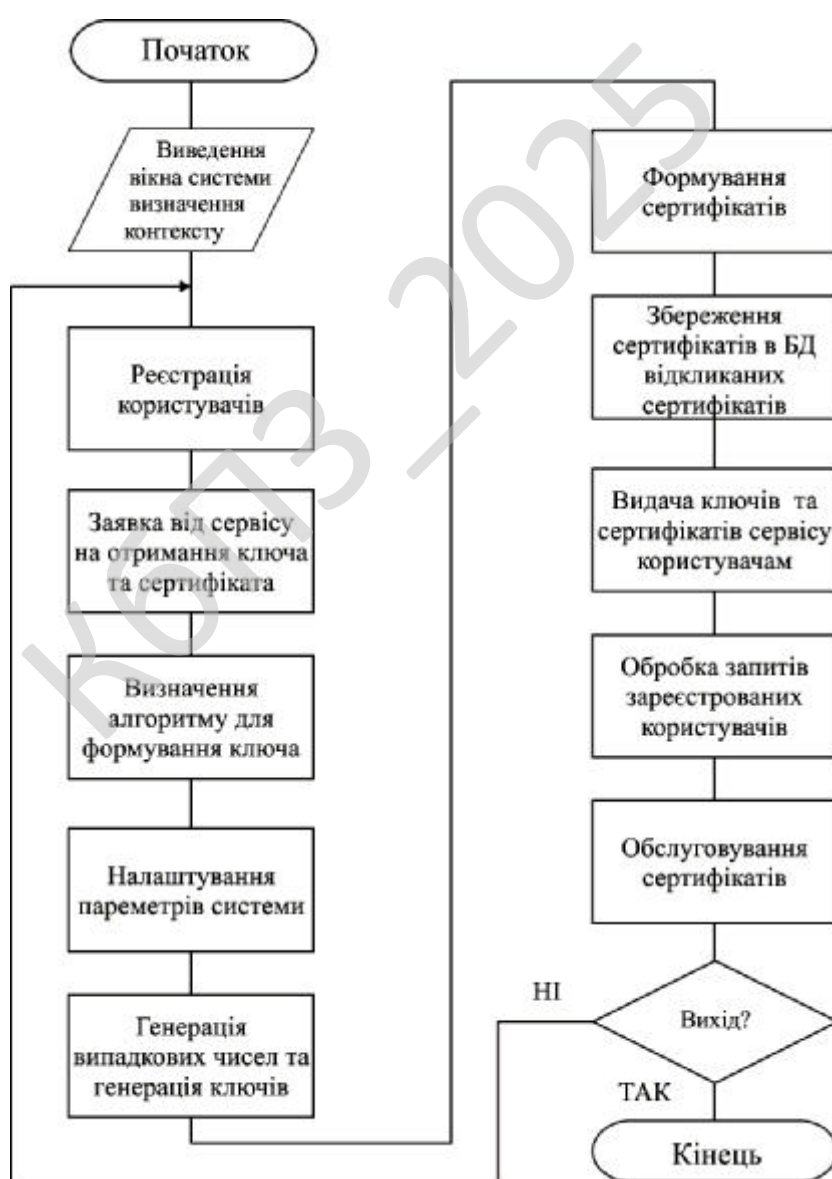 Початок
Виведення
вікна системи
визначення
контексту
Реєстрація
користувачів
Заявка від сервісу
на отримання ключа
та сертифіката
Визначення
алгоритму для
формування ключа
Налаштування
пареметрів системи
Генерація
випадкових чисел та
генерація ключів
Формування
сертифікатів
Збереження
сертифікатів в БД
відкликаних
сертифікатів
Видача ключів та
сертифікатів сервісу
користувачам
Обробка запитів
зареєстрованих
користувачів
Обслуговування
сертифікатів
НІ
Вихід?
ТАК
Кінець
КбПЗ_2025